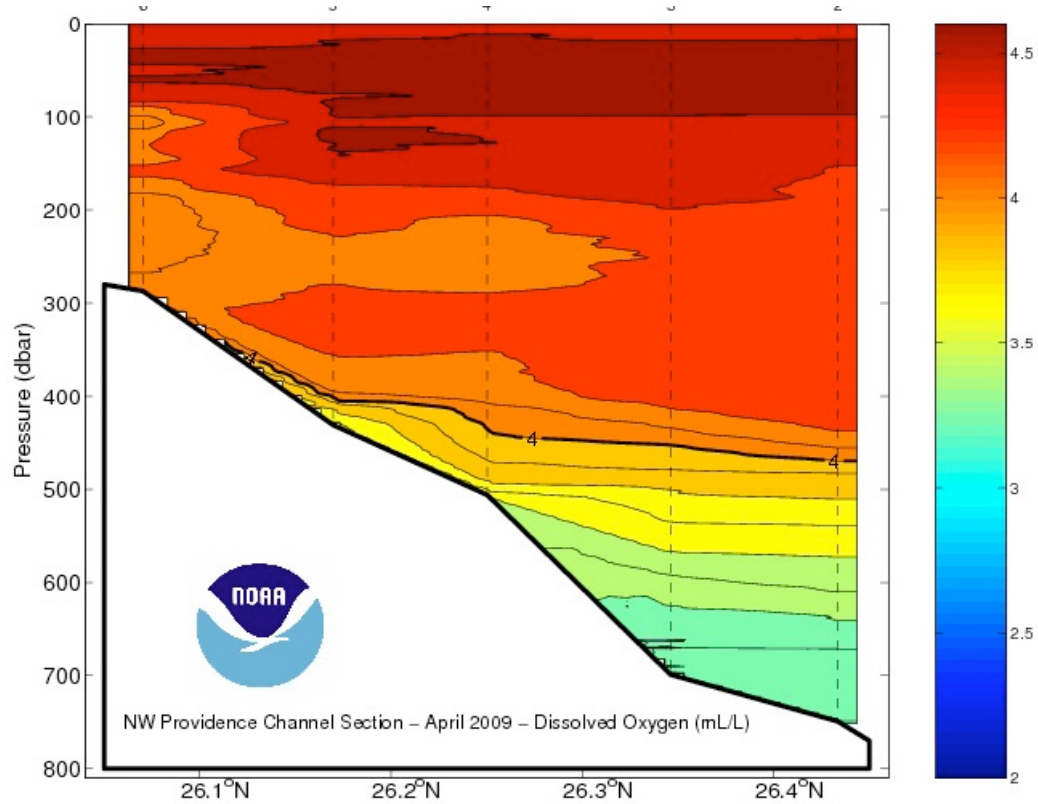 4
2
0
100
200
300
400
500
600
700
800
Pressure (dbar)
4
4
4
NOAA
NW Providence Channel Section – April 2009 – Dissolved Oxygen (mL/L)
26.1°N
26.2°N
26.3°N
26.4°N
4.5
4
3.5
3
2.5
2